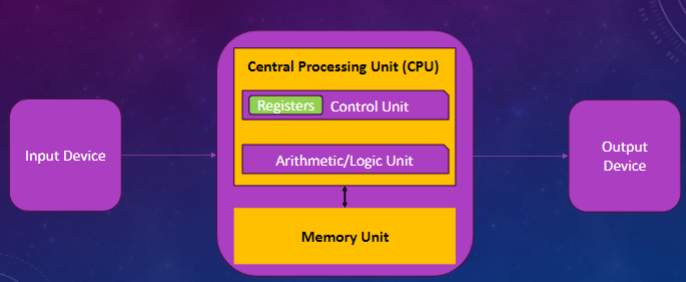 Central Processing Unit (CPU)
Registers Control Unit
Input Device
Arithmetic/Logic Unit
Output
Device
Memory Unit